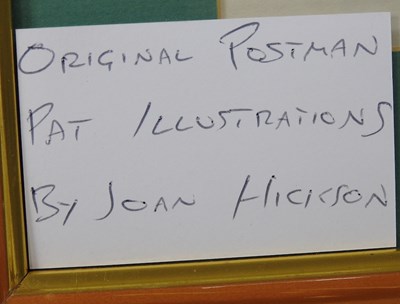 ORIGINAL POSTMAN
PAT ILLUSTRATIONS
BY JOAN HICKSON